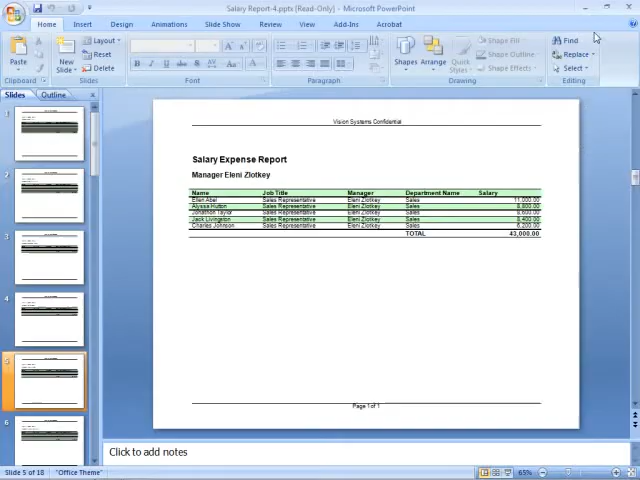 Salary Report-4.pptx [Read-Only] - Microsoft PowerPoint
Home Insert Design Animations Slide Show Review View Add-Ins Acrobat
Paste New Slide Layout Reset Delete Shapes Arrange Quick Styles Shape Fill Shape Outline Shape Effects Find Replace Select
Clipboard Slides Font Paragraph Drawing Editing
Slides Outline
1
2
3
4
5
6
Vision Systems Confidential
Salary Expense Report
Manager Eleni Zlotkey
Name Job Title Manager Department Name Salary
Ellen Abel Sales Representative Eleni Zlotkey Sales 11,000.00
Alyssa Hutton Sales Representative Eleni Zlotkey Sales 8,800.00
Jonathon Taylor Sales Representative Eleni Zlotkey Sales 8,600.00
Jack Livingston Sales Representative Eleni Zlotkey Sales 8,400.00
Charles Johnson Sales Representative Eleni Zlotkey Sales 6,200.00
TOTAL 43,000.00
Page 1 of 1
Click to add notes
Slide 5 of 18 "Office Theme" 65%